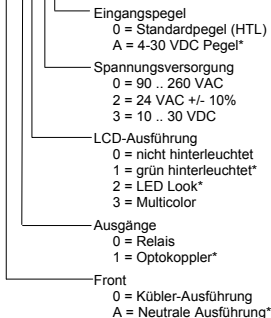 Eingangspegel
0 = Standardpegel (HTL)
A = 4-30 VDC Pegel*
Spannungsversorgung
0 = 90 .. 260 VAC
2 = 24 VAC +/- 10%
3 = 10 .. 30 VDC
LCD-Ausführung
0 = nicht hinterleuchtet
1 = grün hinterleuchtet*
2 = LED Look*
3 = Multicolor
Ausgänge
0 = Relais
1 = Optokoppler*
Front
0 = Kübler-Ausführung
A = Neutrale Ausführung*